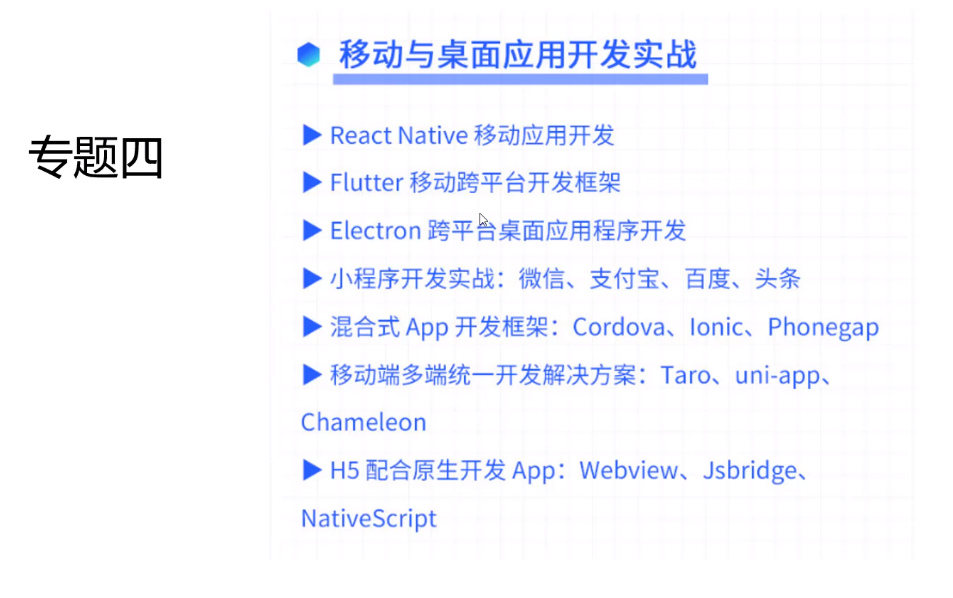 移动与桌面应用开发实战
专题四
▶ React Native 移动应用开发
▶ Flutter 移动跨平台开发框架
▶ Electron 跨平台桌面应用程序开发
▶ 小程序开发实战：微信、支付宝、百度、头条
▶ 混合式 App 开发框架：Cordova、Ionic、Phonegap
▶ 移动端多端统一开发解决方案：Taro、uni-app、
Chameleon
▶ H5 配合原生开发 App：Webview、Jsbridge、
NativeScript